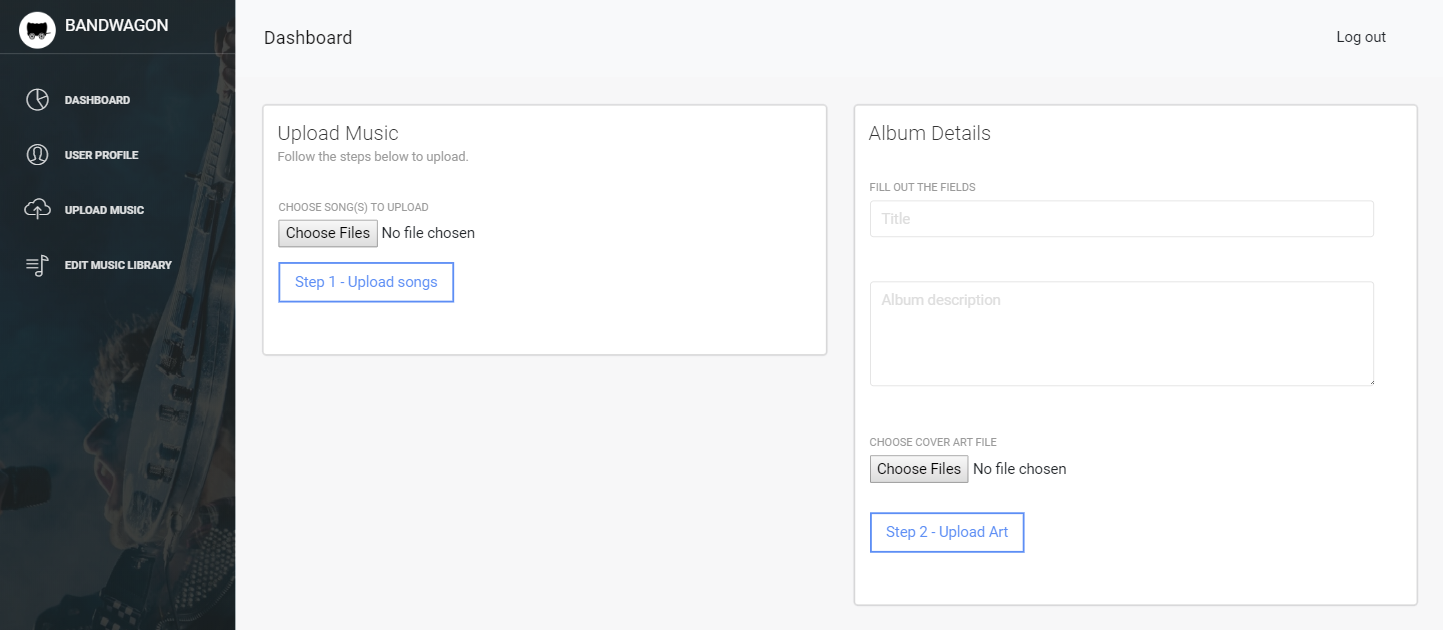 BANDWAGON
DASHBOARD
USER PROFILE
UPLOAD MUSIC
EDIT MUSIC LIBRARY
Dashboard
Log out
Upload Music
Follow the steps below to upload.
CHOOSE SONG(S) TO UPLOAD
Choose Files No file chosen
Step 1 - Upload songs
Album Details
FILL OUT THE FIELDS
Title
Album description
CHOOSE COVER ART FILE
Choose Files No file chosen
Step 2 - Upload Art